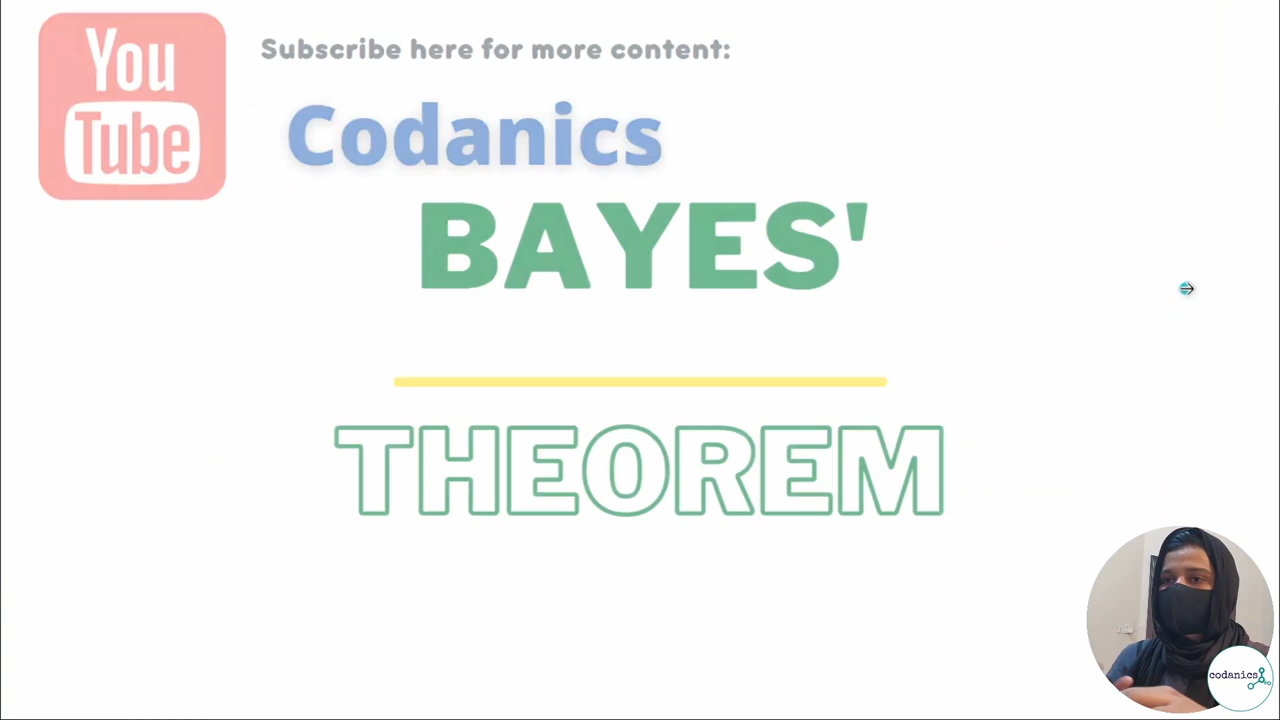 You
Tube
Subscribe here for more content:
Codanics
BAYES'
THEOREM
codanics